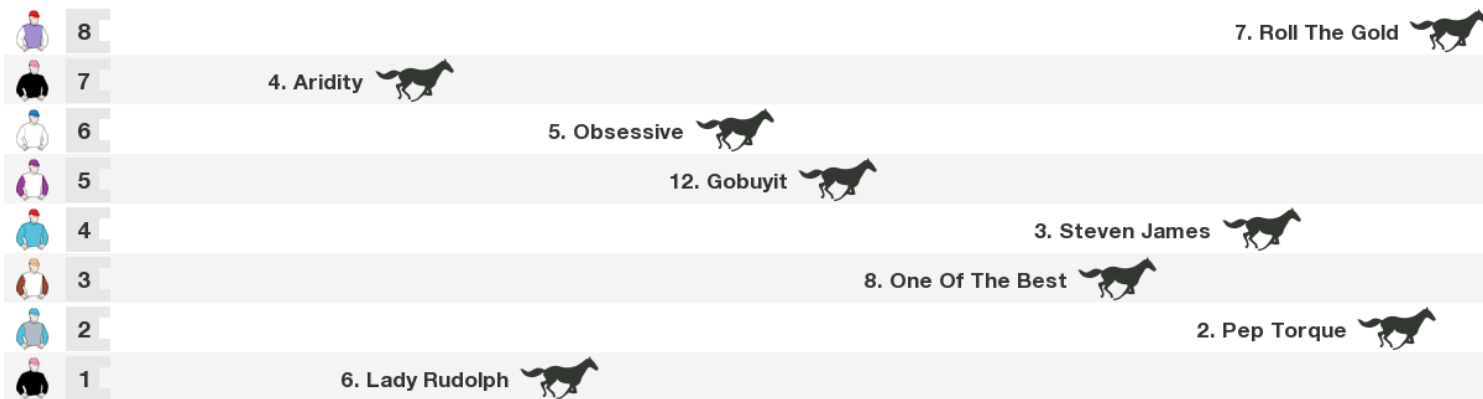 8 7. Roll The Gold
7 4. Aridity
6 5. Obsessive
5 12. Gobuyit
4 3. Steven James
3 8. One Of The Best
2 2. Pep Torque
1 6. Lady Rudolph